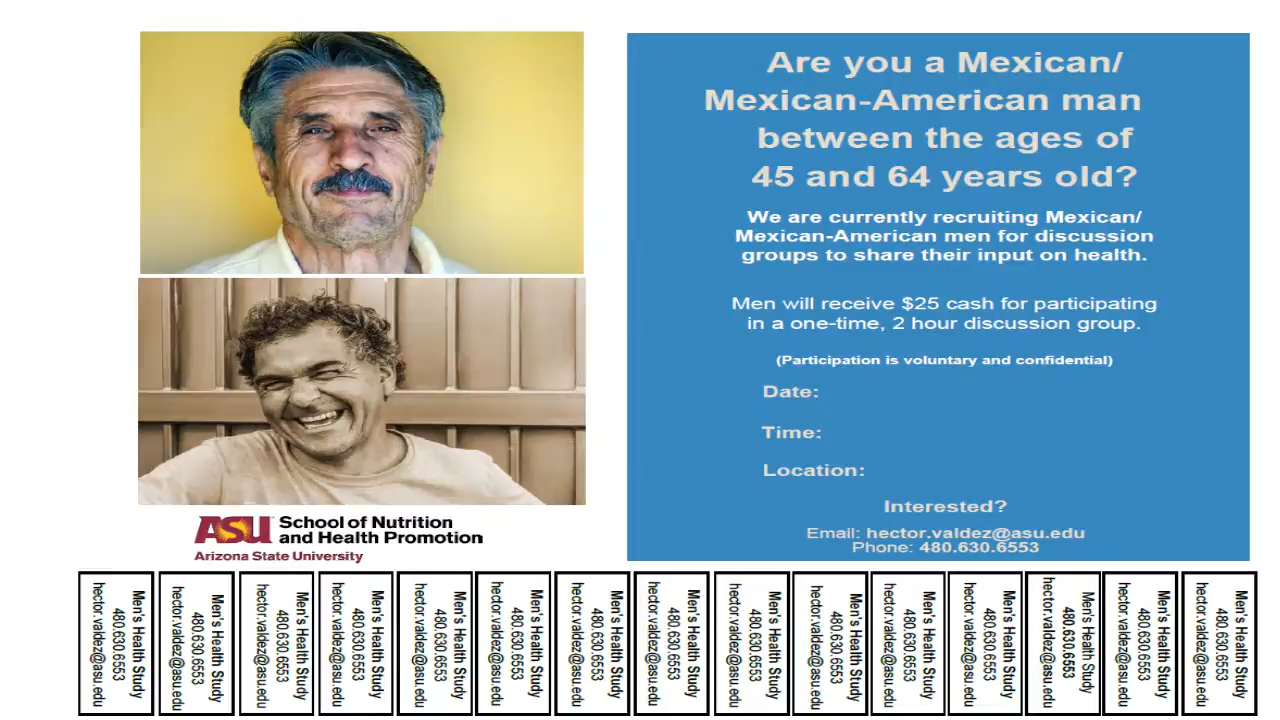 Are you a Mexican/
Mexican-American man
between the ages of
45 and 64 years old?
We are currently recruiting Mexican/
Mexican-American men for discussion
groups to share their input on health.
Men will receive $25 cash for participating
in a one-time, 2 hour discussion group.
(Participation is voluntary and confidential)
Date:
Time:
Location:
Interested?
Email: hector.valdez@asu.edu
Phone: 480.630.6553
ASU School of Nutrition
and Health Promotion
Arizona State University
Men's Health Study
480.630.6553
hector.valdez@asu.edu
Men's Health Study
480.630.6553
hector.valdez@asu.edu
Men's Health Study
480.630.6553
hector.valdez@asu.edu
Men's Health Study
480.630.6553
hector.valdez@asu.edu
Men's Health Study
480.630.6553
hector.valdez@asu.edu
Men's Health Study
480.630.6553
hector.valdez@asu.edu
Men's Health Study
480.630.6553
hector.valdez@asu.edu
Men's Health Study
480.630.6553
hector.valdez@asu.edu
Men's Health Study
480.630.6553
hector.valdez@asu.edu
Men's Health Study
480.630.6553
hector.valdez@asu.edu
Men's Health Study
480.630.6553
hector.valdez@asu.edu
Men's Health Study
480.630.6553
hector.valdez@asu.edu
Men's Health Study
480.630.6553
hector.valdez@asu.edu
Men's Health Study
480.630.6553
hector.valdez@asu.edu
Men's Health Study
480.630.6553
hector.valdez@asu.edu